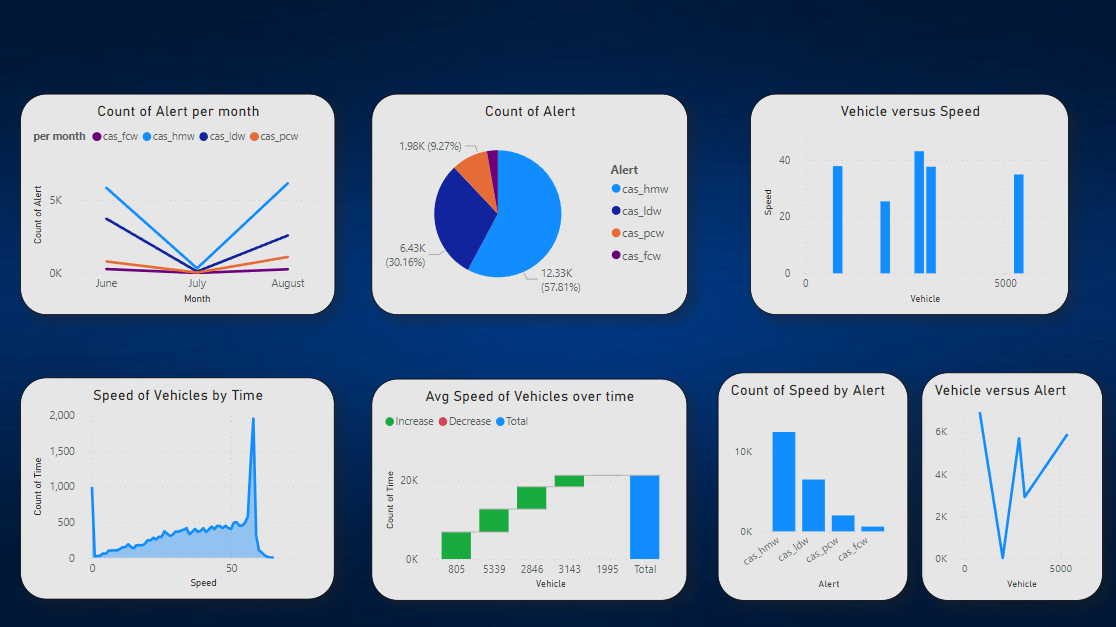 Count of Alert per month
per month cas_fcw cas_hmw cas_ldw cas_pcw
Count of Alert
5K
0K
June July August
Month
Count of Alert
1.98K (9.27%)
6.43K
(30.16%)
12.33K
(57.81%)
Alert
cas_hmw
cas_ldw
cas_pcw
cas_fcw
Vehicle versus Speed
Speed
40
20
0
0 5000
Vehicle
Speed of Vehicles by Time
Count of Time
2,000
1,500
1,000
500
0
0 50
Speed
Avg Speed of Vehicles over time
Increase Decrease Total
Count of Time
20K
0K
805 5339 2846 3143 1995 Total
Vehicle
Count of Speed by Alert
10K
0K
cas_hmw cas_ldw cas_pcw cas_fcw
Alert
Vehicle versus Alert
6K
4K
2K
0K
0 5000
Vehicle